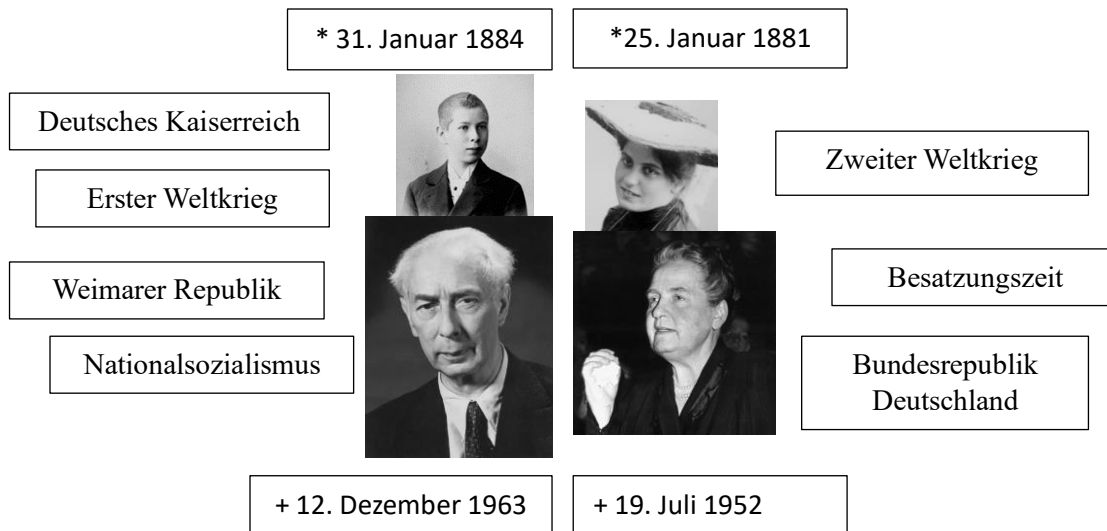 * 31. Januar 1884
*25. Januar 1881
Deutsches Kaiserreich
Erster Weltkrieg
Weimarer Republik
Nationalsozialismus
Zweiter Weltkrieg
Besatzungszeit
Bundesrepublik
Deutschland
+ 12. Dezember 1963
+ 19. Juli 1952